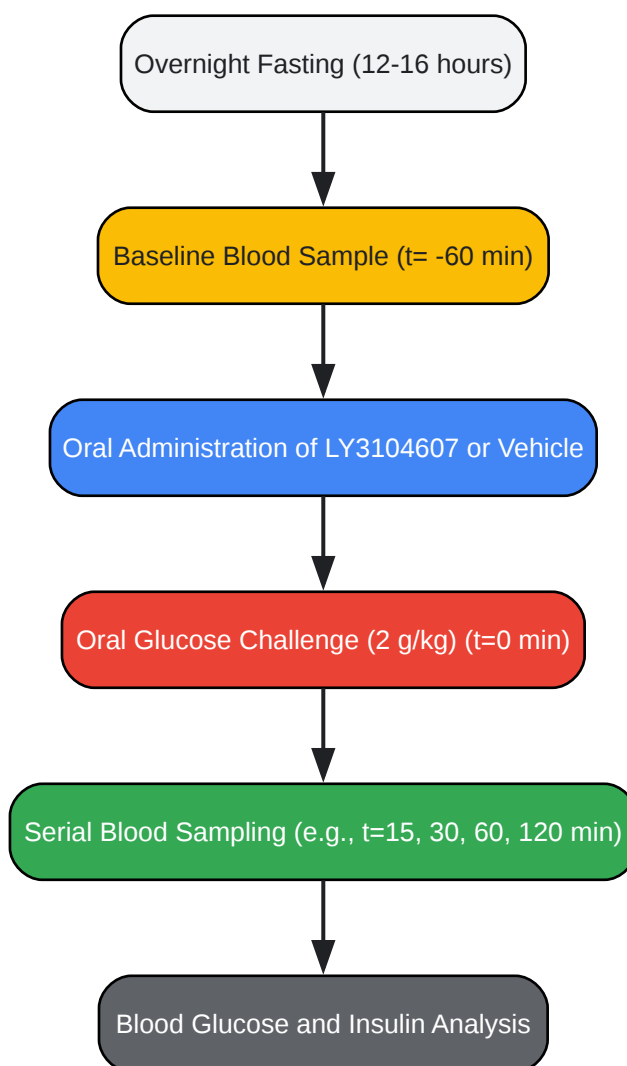 Overnight Fasting (12-16 hours)
Baseline Blood Sample (t= -60 min)
Oral Administration of LY3104607 or Vehicle
Oral Glucose Challenge (2 g/kg) (t=0 min)
Serial Blood Sampling (e.g., t=15, 30, 60, 120 min)
Blood Glucose and Insulin Analysis